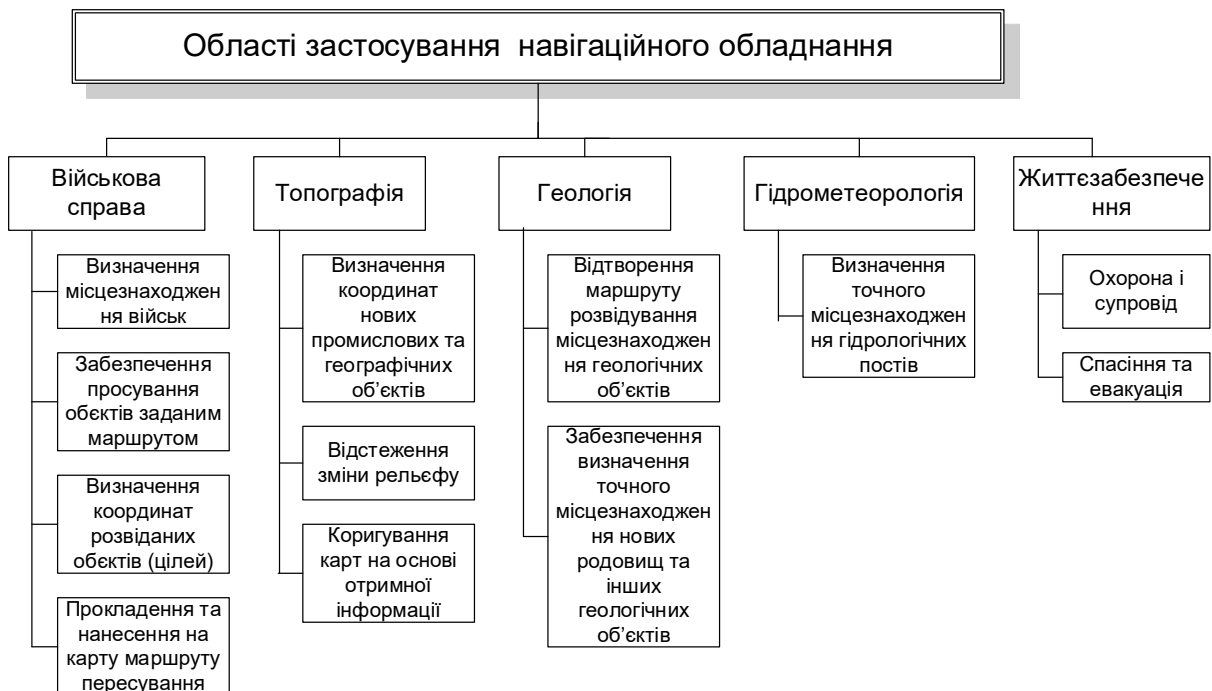 Області застосування навігаційного обладнання
Військова
справа
Визначення
місцезнаходжен
ня військ
Забезпечення
просування
обєктів заданим
маршрутом
Визначення
координат
розвіданих
обєктів (цілей)
Прокладення та
нанесення на
карту маршруту
пересування
Топографія
Визначення
координат
нових
промислових та
географічних
об’єктів
Відстеження
зміни рельєфу
Коригування
карт на основі
отримної
інформації
Геологія
Відтворення
маршруту
розвідування
місцезнаходжен
ня геологічних
об’єктів
Забезпечення
визначення
точного
місцезнаходжен
ня нових
родовищ та
інших
геологічних
об’єктів
Гідрометеорологія
Визначення
точного
місцезнаходжен
ня гідрологічних
постів
Життєзабезпече
ння
Охорона і
супровід
Спасіння та
евакуація